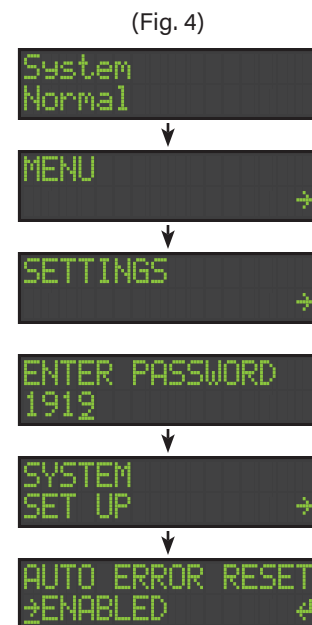 (Fig. 4)
System
Normal
MENU
→
SETTINGS
→
ENTER PASSWORD
1919
SYSTEM
SET UP →
AUTO ERROR RESET
→ENABLED ↵